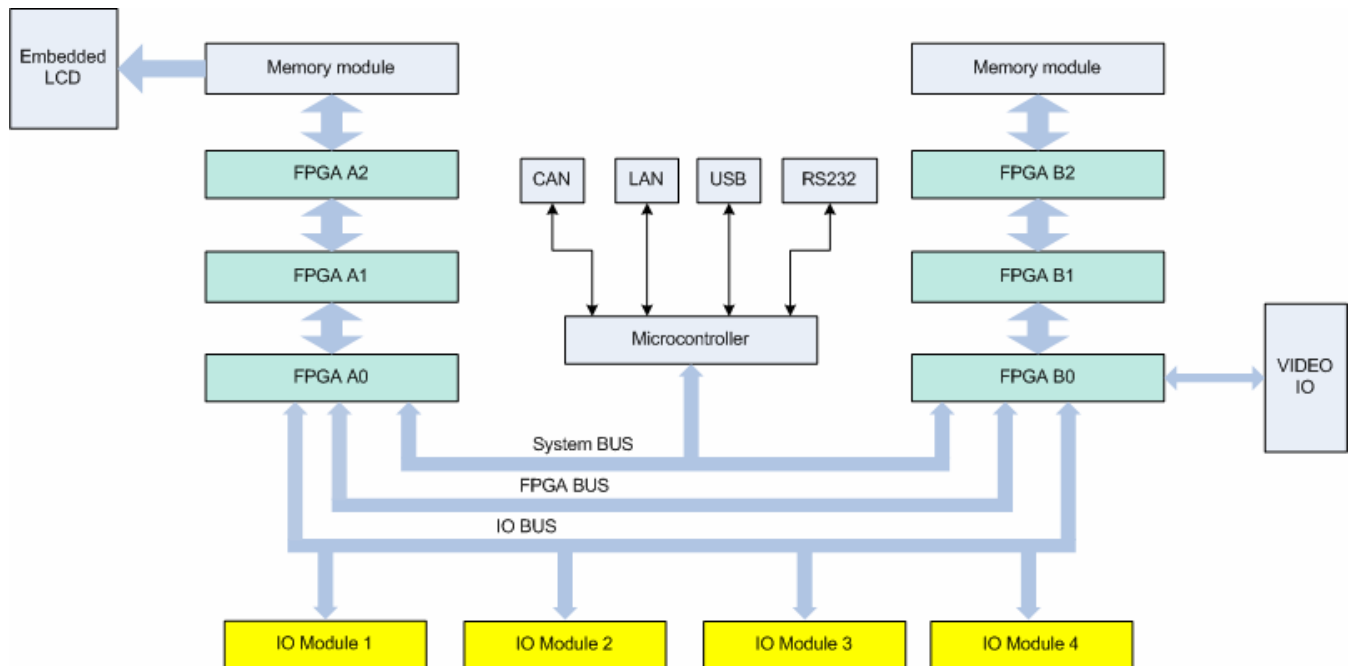 Embedded
LCD
Memory module
Memory module
FPGA A2
CAN
LAN
USB
RS232
FPGA B2
FPGA A1
FPGA B1
Microcontroller
FPGA A0
FPGA B0
VIDEO
IO
System BUS
FPGA BUS
IO BUS
IO Module 1
IO Module 2
IO Module 3
IO Module 4